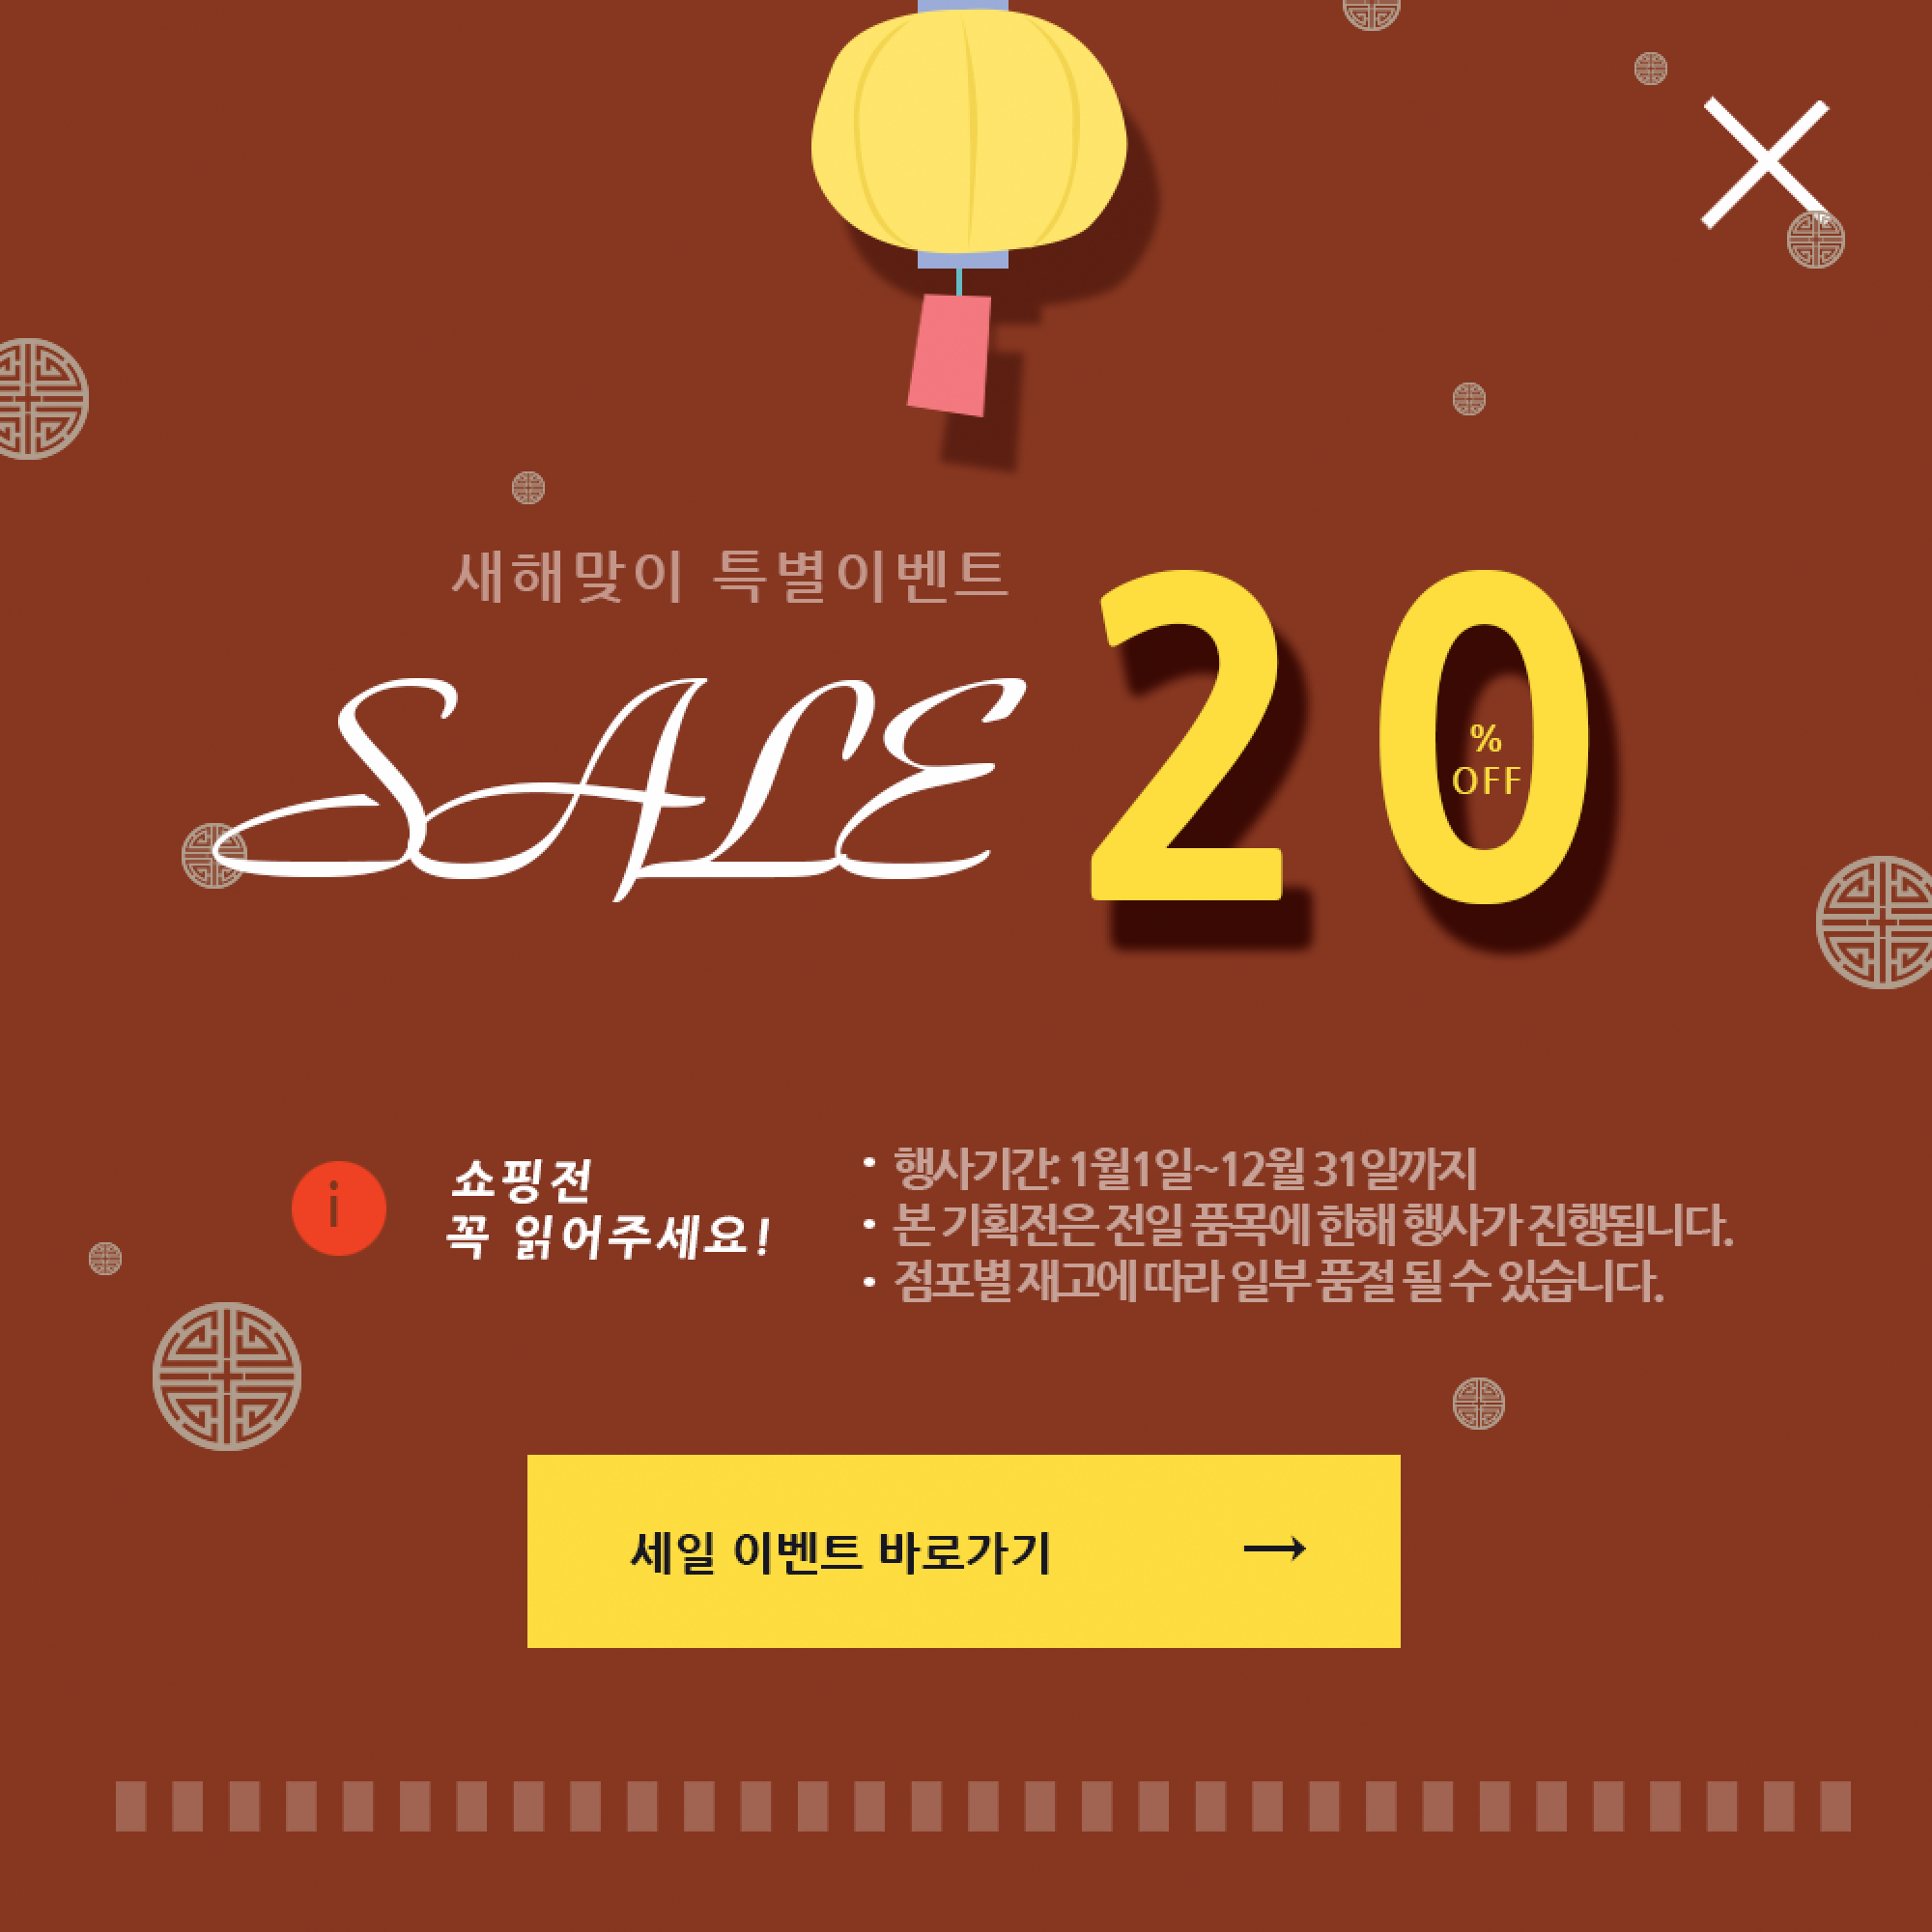 새해맞이 특별이벤트
SALE
20
%
OFF
i
쇼핑전
꼭 읽어주세요!
• 행사기간: 1월1일~12월 31일까지
• 본 기획전은 전일 품목에 한해 행사가 진행됩니다.
• 점포별 재고에 따라 일부 품절 될 수 있습니다.
세일 이벤트 바로가기 →